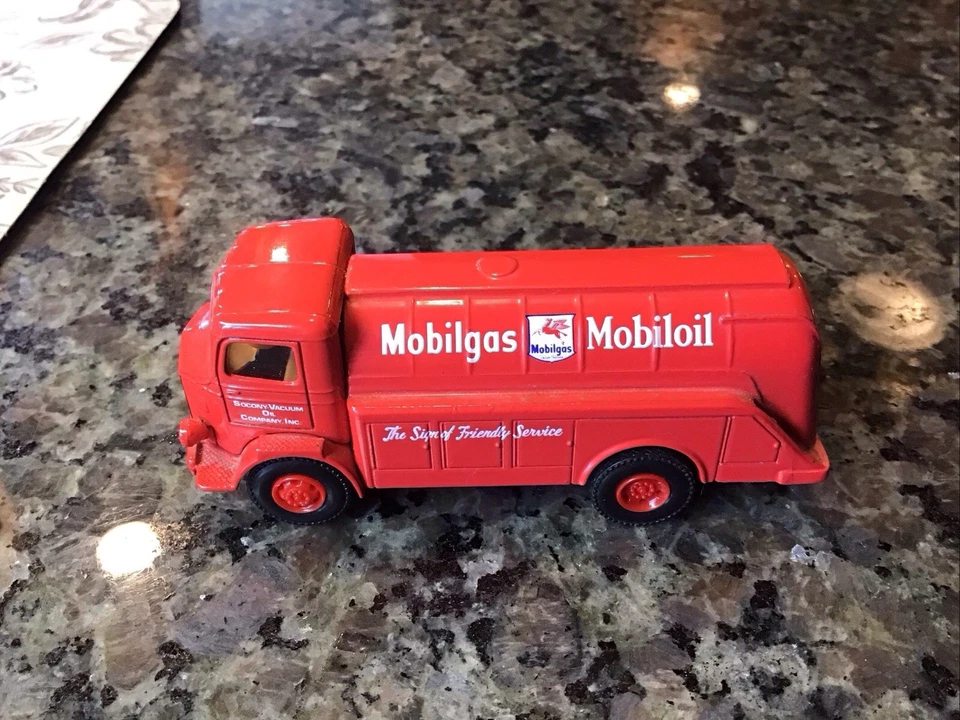 Mobilgas Mobilgas Mobiloil
Socony-Vacuum
Oil
Company, Inc.
The Sign of Friendly Service